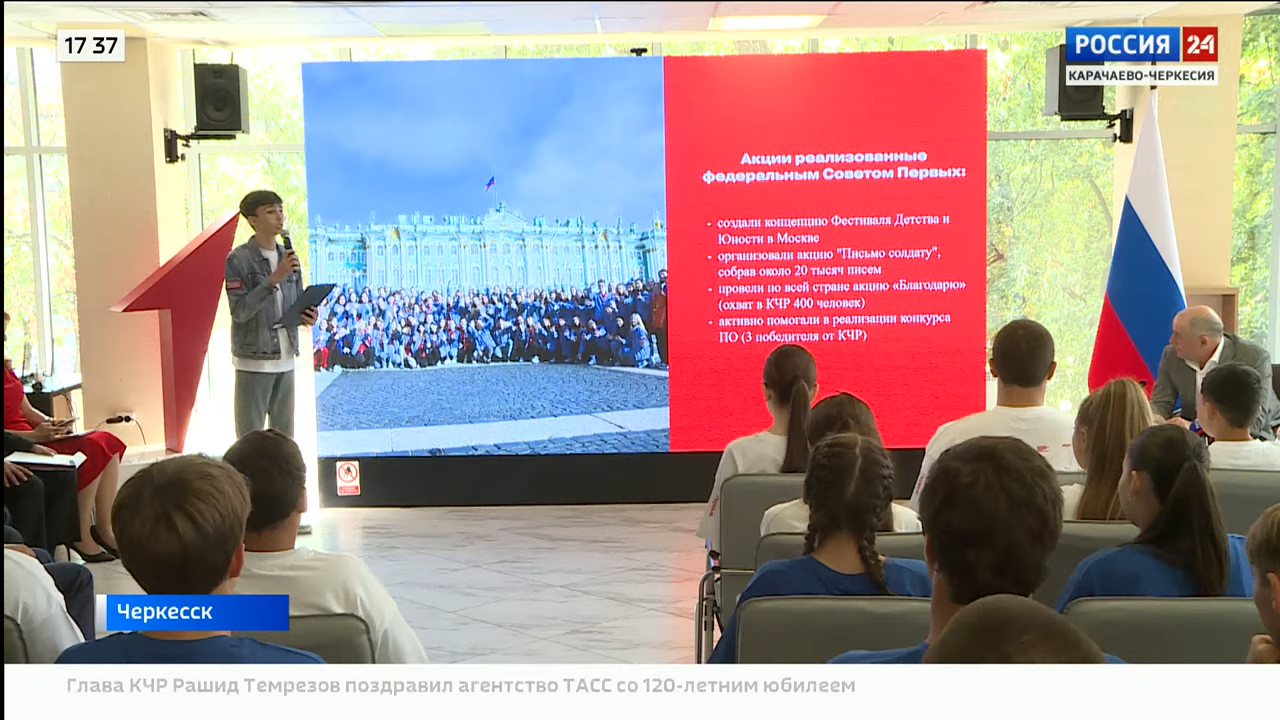 17 37
РОССИЯ 24
КАРАЧАЕВО-ЧЕРКЕСИЯ
Акции реализованные
федеральным Советом Первых:
- создали концепцию Фестиваля Детства и
Юности в Москве
- организовали акцию "Письмо солдату",
собрав около 20 тысяч писем
- провели по всей стране акцию «Благодарю»
(охват в КЧР 400 человек)
- активно помогали в реализации конкурса
ПО (3 победителя от КЧР)
Черкесск
Глава КЧР Рашид Темрезов поздравил агентство ТАСС со 120-летним юбилеем